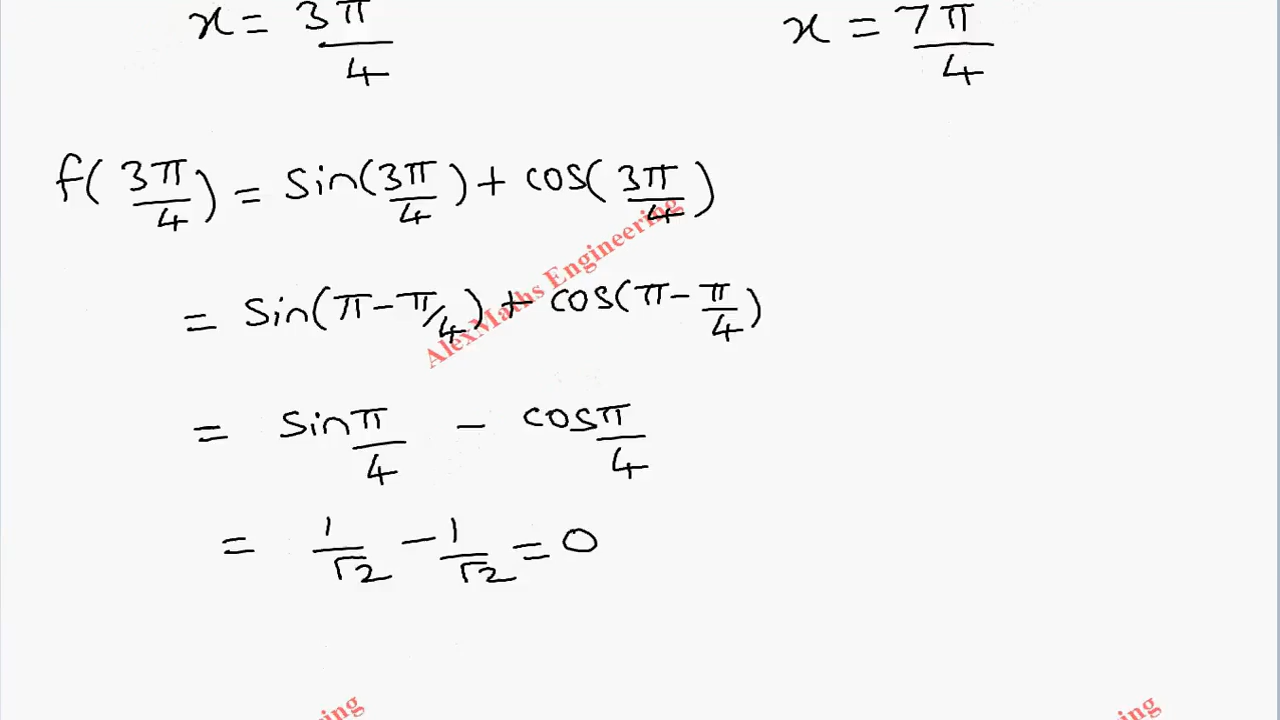 x = 3π/4 x = 7π/4
f(3π/4) = sin(3π/4) + cos(3π/4)
= sin(π - π/4) + cos(π - π/4)
AlexMaths Engineering
= sin π/4 - cos π/4
= 1/√2 - 1/√2 = 0